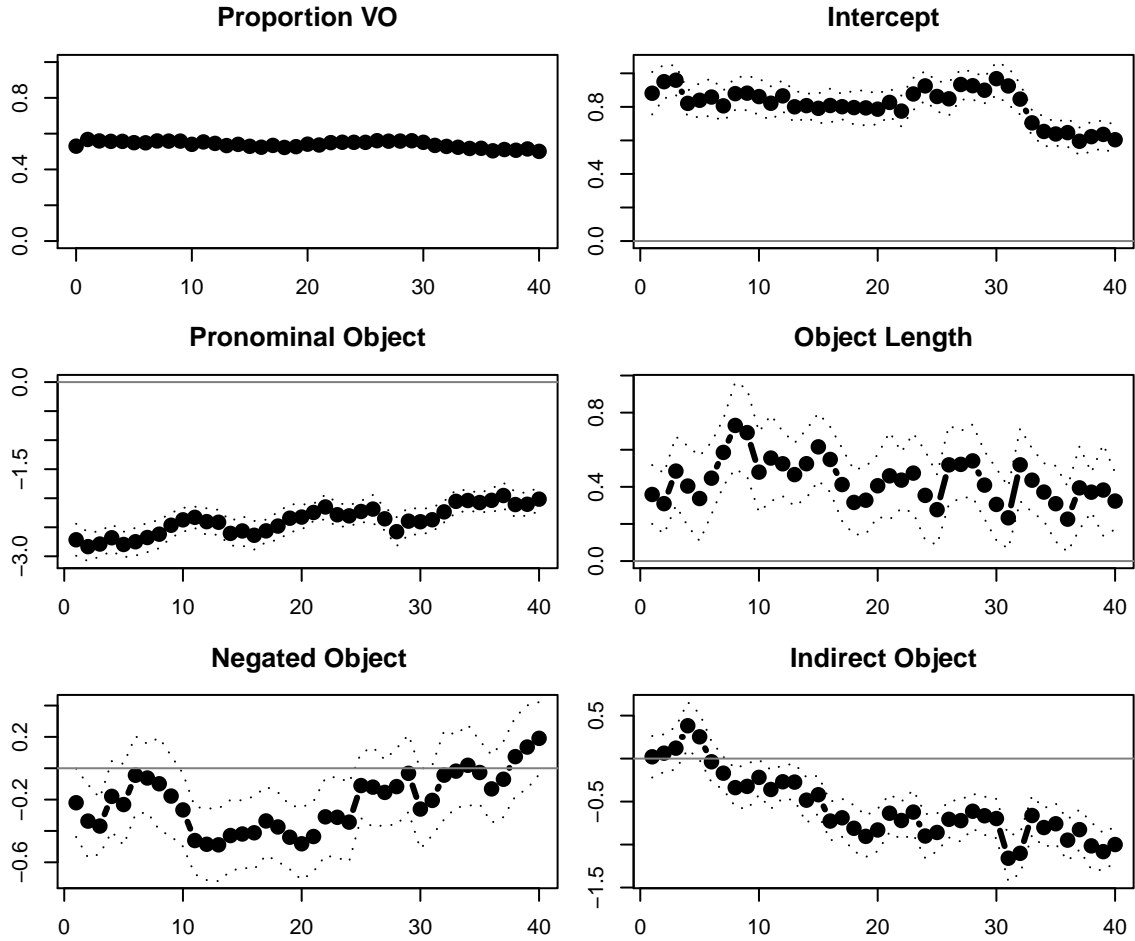 Proportion VO
0.0 0.4 0.8
0 10 20 30 40
Intercept
0.0 0.4 0.8
0 10 20 30 40
Pronominal Object
−3.0 −1.5 0.0
0 10 20 30 40
Object Length
0.0 0.4 0.8
0 10 20 30 40
Negated Object
−0.6 −0.2 0.2
0 10 20 30 40
Indirect Object
−1.5 −0.5 0.5
0 10 20 30 40